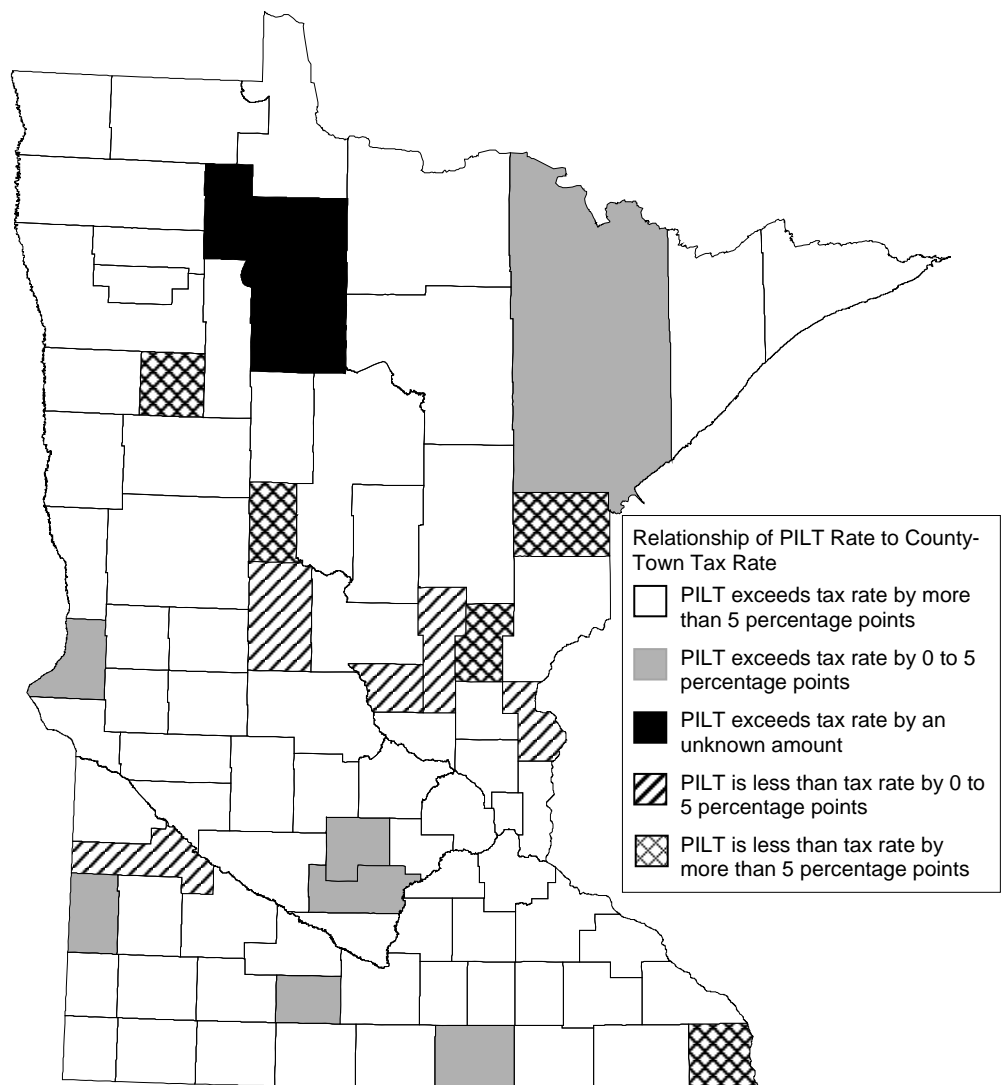 Relationship of PILT Rate to County-
Town Tax Rate
PILT exceeds tax rate by more
than 5 percentage points
PILT exceeds tax rate by 0 to 5
percentage points
PILT exceeds tax rate by an
unknown amount
PILT is less than tax rate by 0 to
5 percentage points
PILT is less than tax rate by
more than 5 percentage points